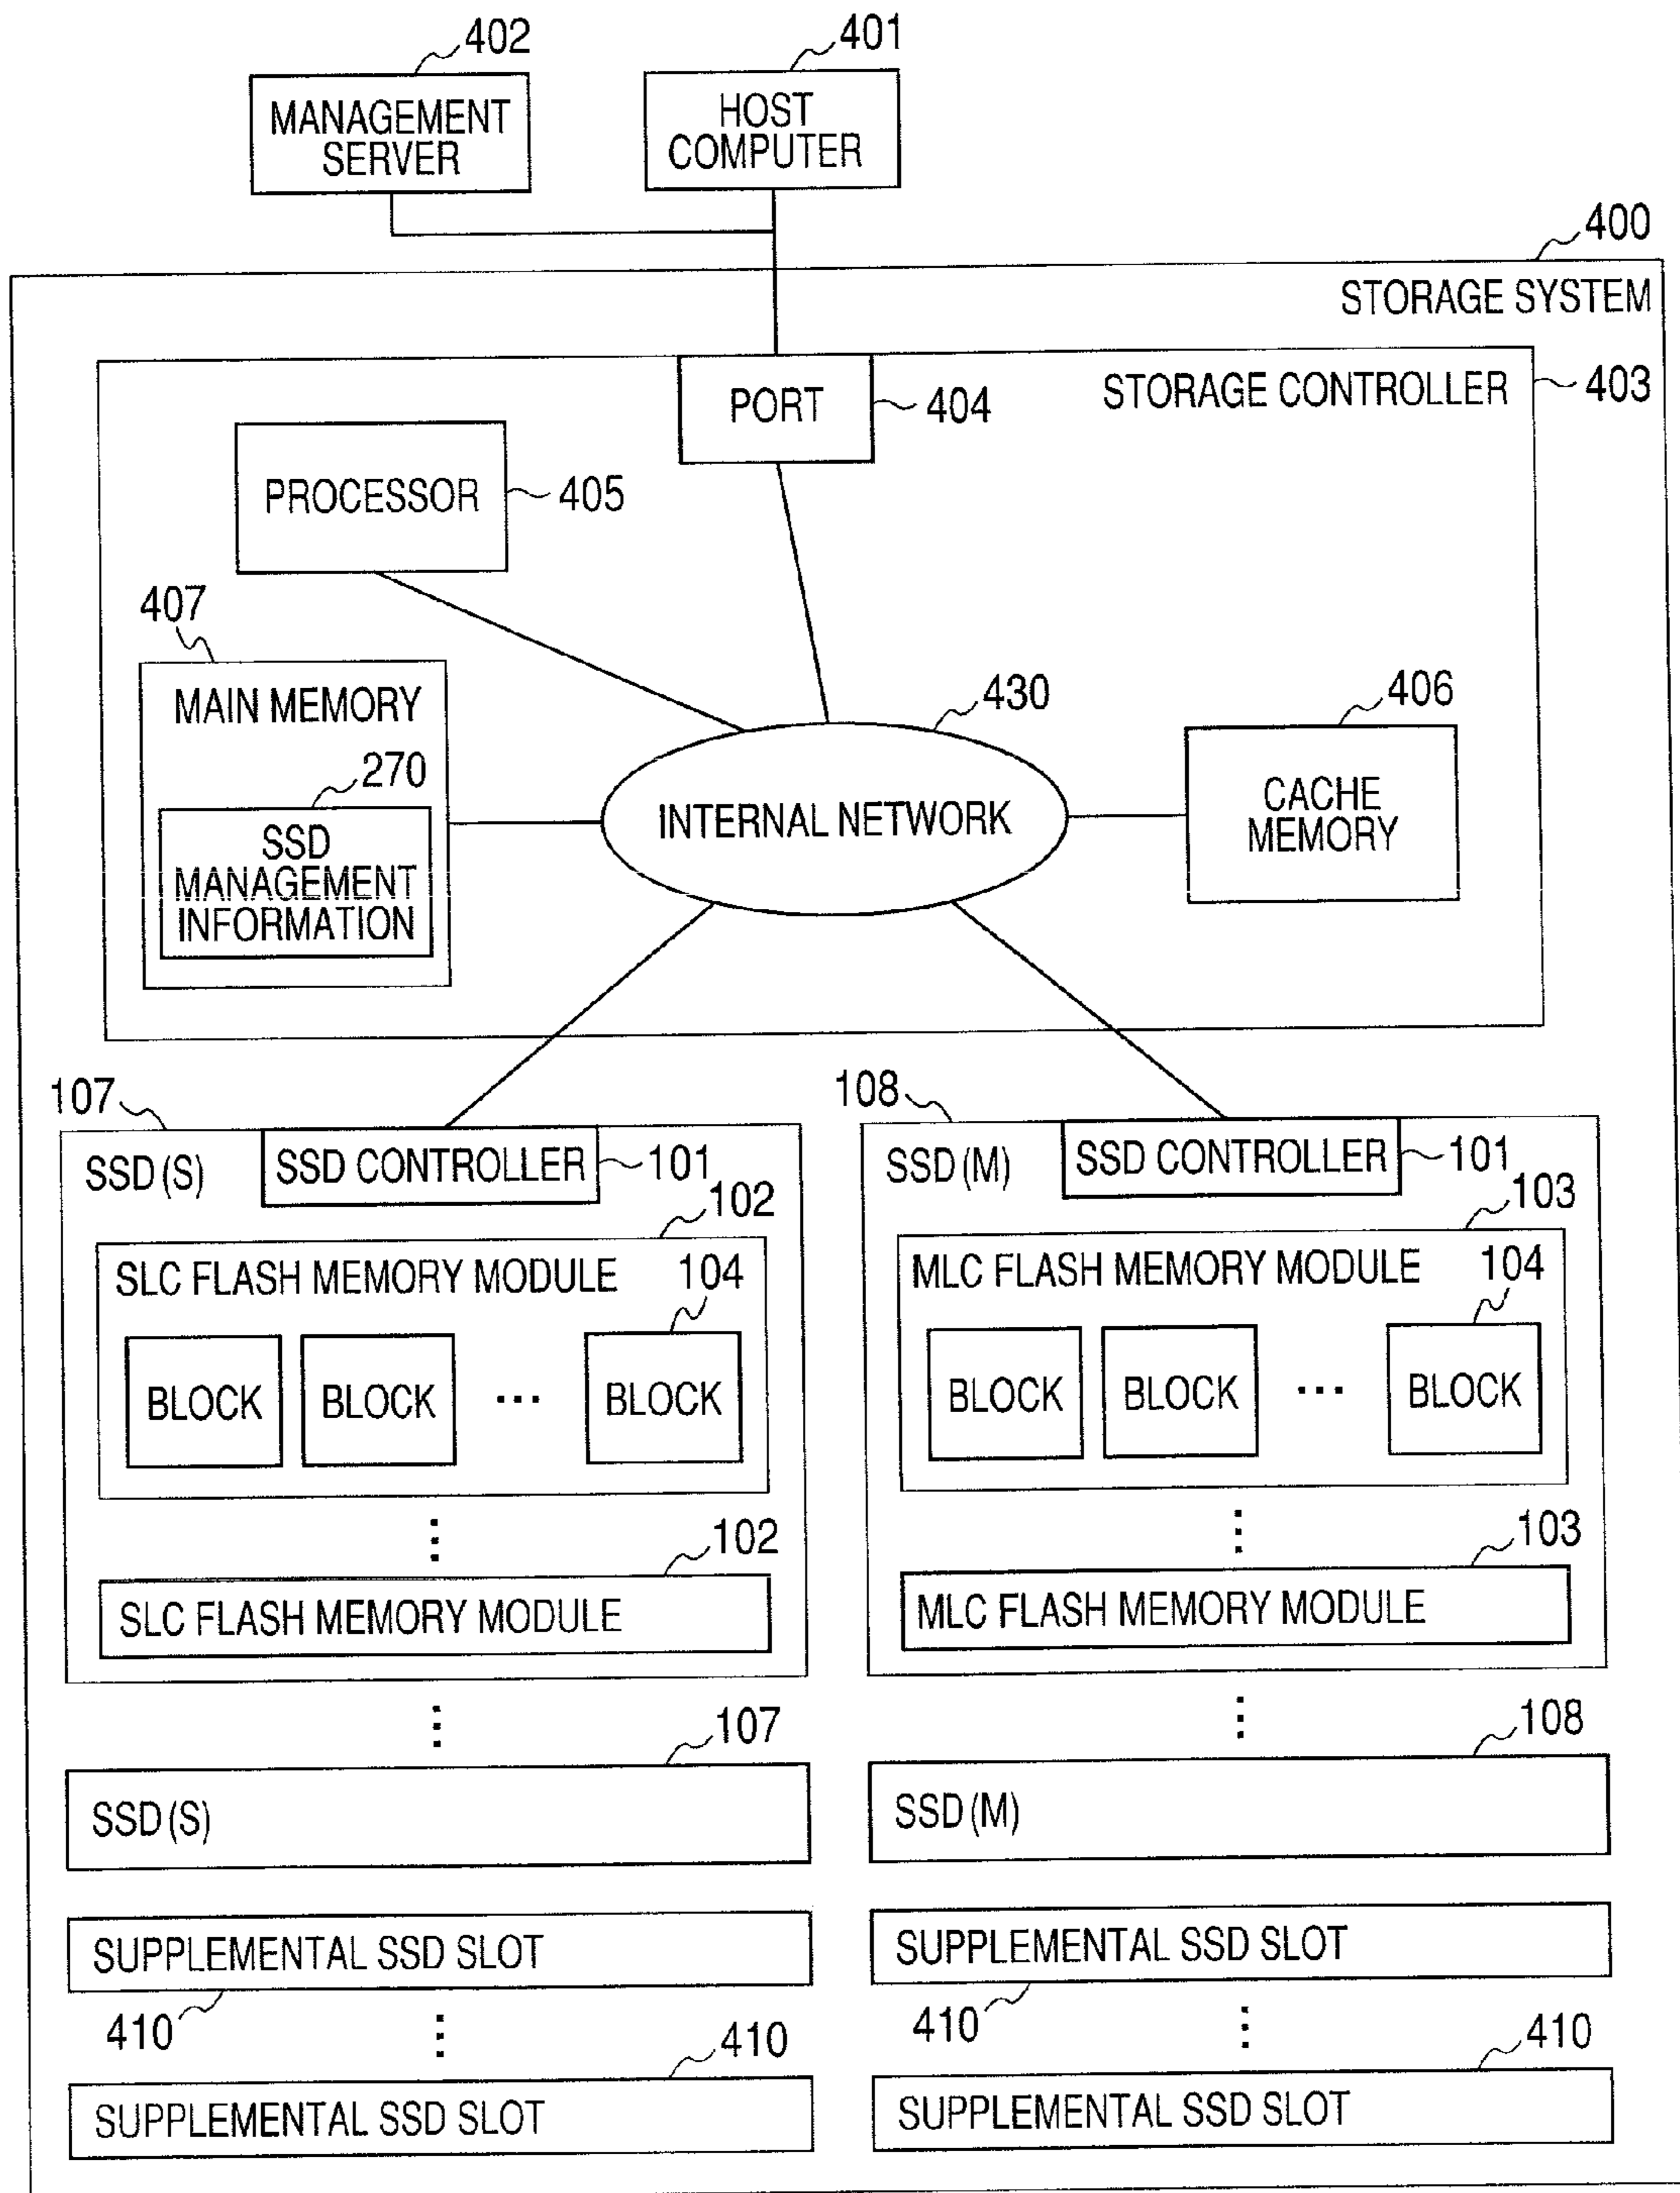 402
401
MANAGEMENT
SERVER
HOST
COMPUTER
400
STORAGE SYSTEM
PORT
404
STORAGE CONTROLLER
403
PROCESSOR
405
407
MAIN MEMORY
270
SSD
MANAGEMENT
INFORMATION
430
INTERNAL NETWORK
406
CACHE
MEMORY
107
SSD(S)
SSD CONTROLLER
101
102
SLC FLASH MEMORY MODULE
104
BLOCK
BLOCK
...
BLOCK
⋮
102
SLC FLASH MEMORY MODULE
⋮
107
SSD(S)
SUPPLEMENTAL SSD SLOT
410
⋮
410
SUPPLEMENTAL SSD SLOT
108
SSD(M)
SSD CONTROLLER
101
103
MLC FLASH MEMORY MODULE
104
BLOCK
BLOCK
...
BLOCK
⋮
103
MLC FLASH MEMORY MODULE
⋮
108
SSD(M)
SUPPLEMENTAL SSD SLOT
410
⋮
410
SUPPLEMENTAL SSD SLOT